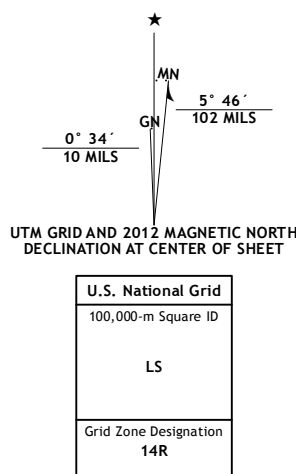 MN
GN
5° 46´
102 MILS
0° 34´
10 MILS
UTM GRID AND 2012 MAGNETIC NORTH
DECLINATION AT CENTER OF SHEET
U.S. National Grid
100,000-m Square ID
LS
Grid Zone Designation
14R